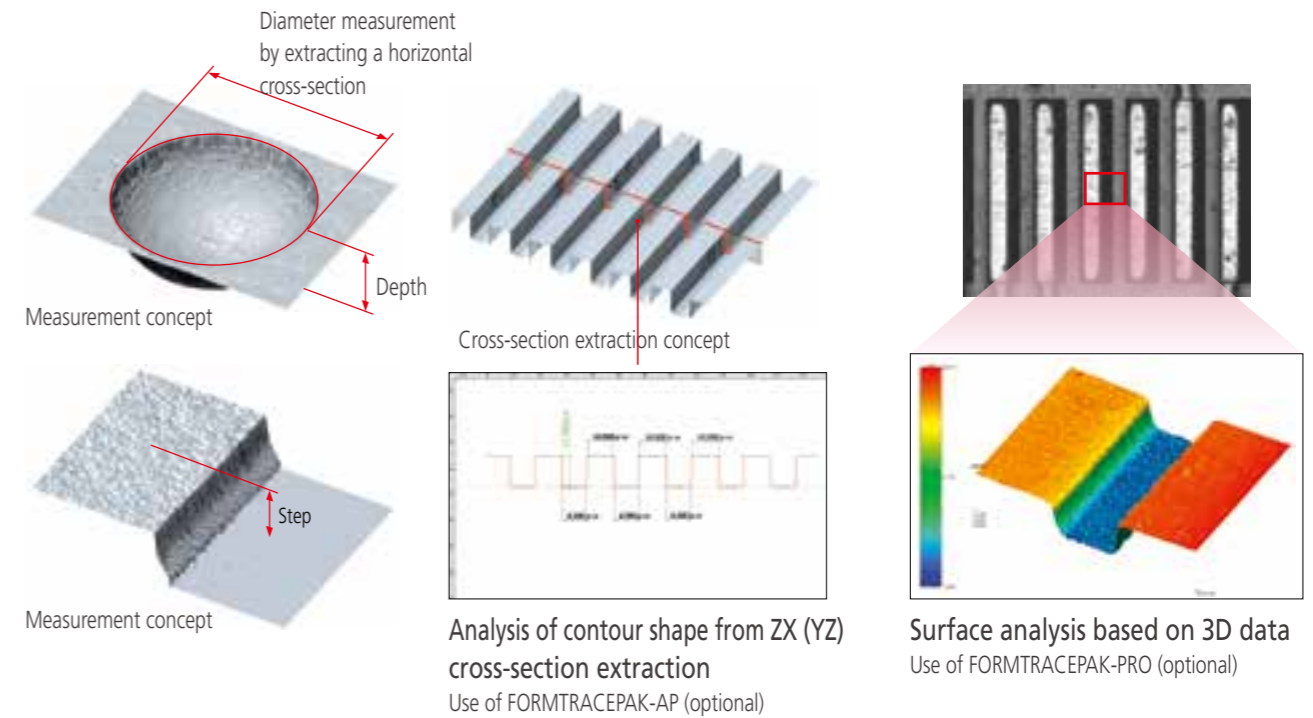 Diameter measurement
by extracting a horizontal
cross-section
Depth
Measurement concept
Step
Measurement concept
Cross-section extraction concept
Analysis of contour shape from ZX (YZ)
cross-section extraction
Use of FORMTRACEPAK-AP (optional)
Surface analysis based on 3D data
Use of FORMTRACEPAK-PRO (optional)